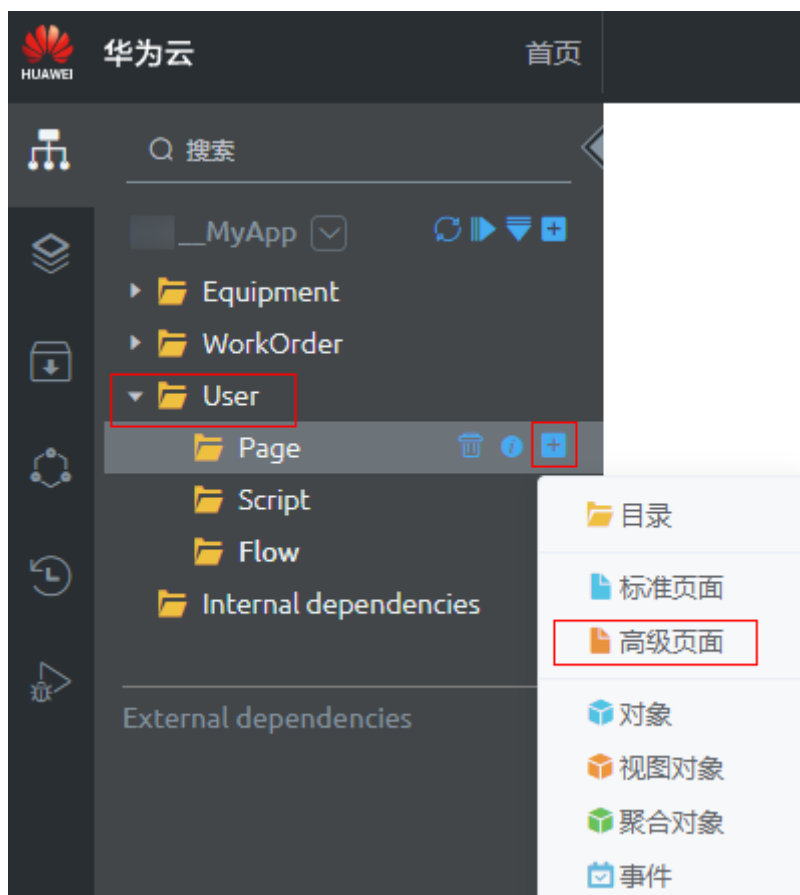 HUAWEI 华为云 首页
搜索
__MyApp
Equipment
WorkOrder
User
Page
Script
Flow
Internal dependencies
External dependencies
目录
标准页面
高级页面
对象
视图对象
聚合对象
事件